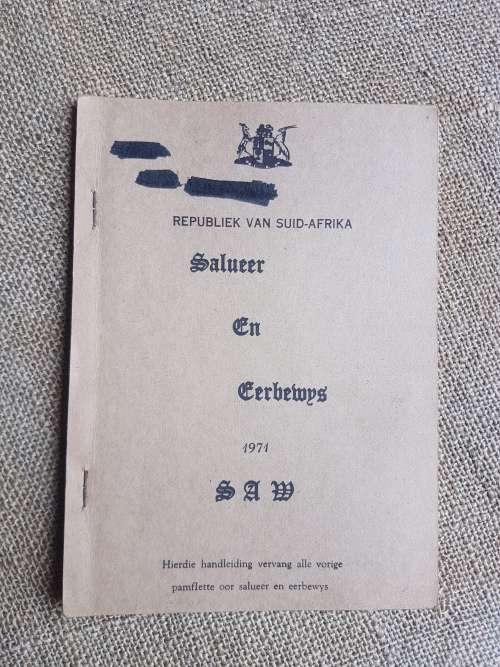 REPUBLIEK VAN SUID-AFRIKA
Salueer
En
Eerbewys
1971
S A W
Hierdie handleiding vervang alle vorige
pamflette oor salueer en eerbewys